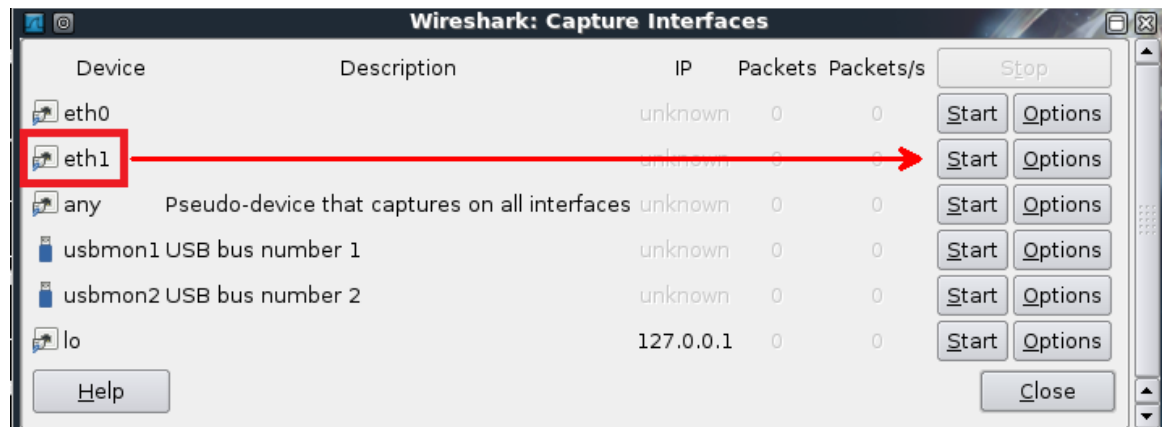 Wireshark: Capture Interfaces
Device Description IP Packets Packets/s Stop
eth0 unknown 0 0 Start Options
eth1 unknown 0 0 Start Options
any Pseudo-device that captures on all interfaces unknown 0 0 Start Options
usbmon1 USB bus number 1 unknown 0 0 Start Options
usbmon2 USB bus number 2 unknown 0 0 Start Options
lo 127.0.0.1 0 0 Start Options
Help Close